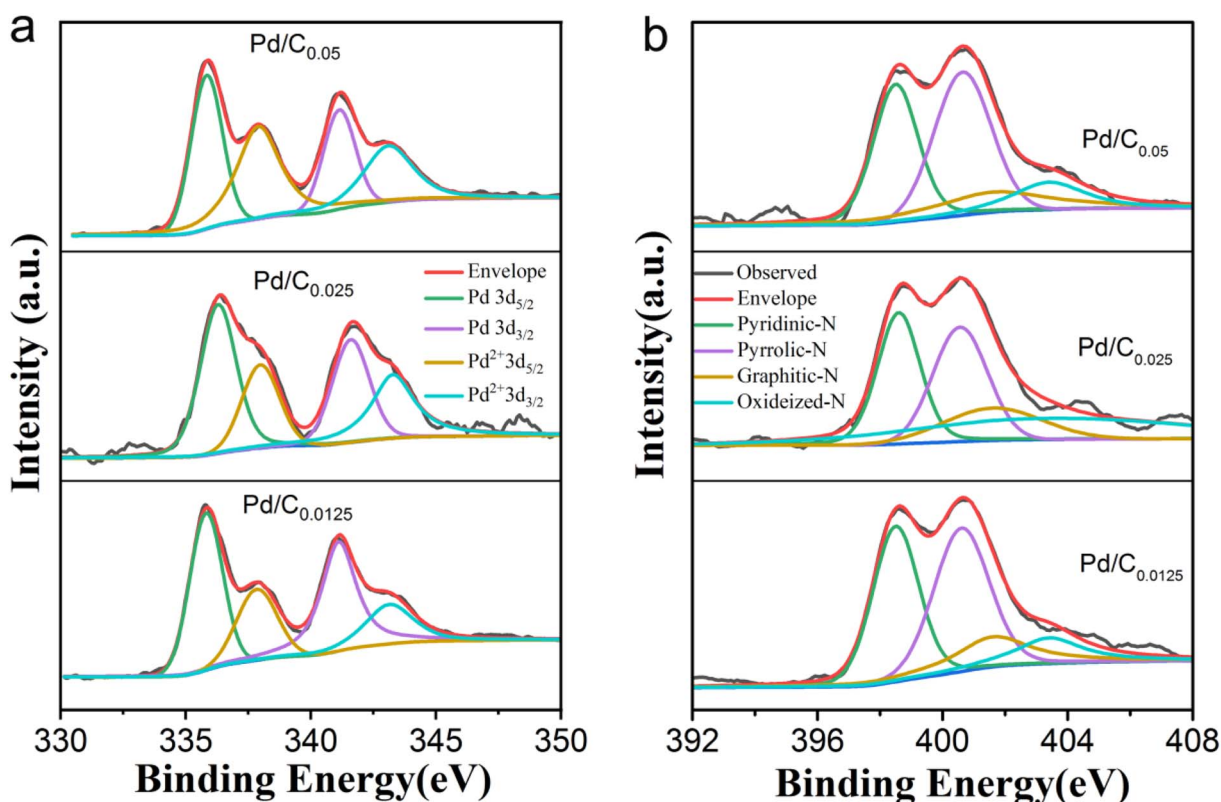 a
Pd/C0.05
Pd/C0.025
Envelope
Pd 3d5/2
Pd 3d3/2
Pd2+3d5/2
Pd2+3d3/2
Pd/C0.0125
Intensity (a.u.)
330 335 340 345 350
Binding Energy(eV)
b
Pd/C0.05
Observed
Envelope
Pyridinic-N
Pyrrolic-N
Graphitic-N
Oxideized-N
Pd/C0.025
Pd/C0.0125
Intensity(a.u.)
392 396 400 404 408
Binding Energy(eV)